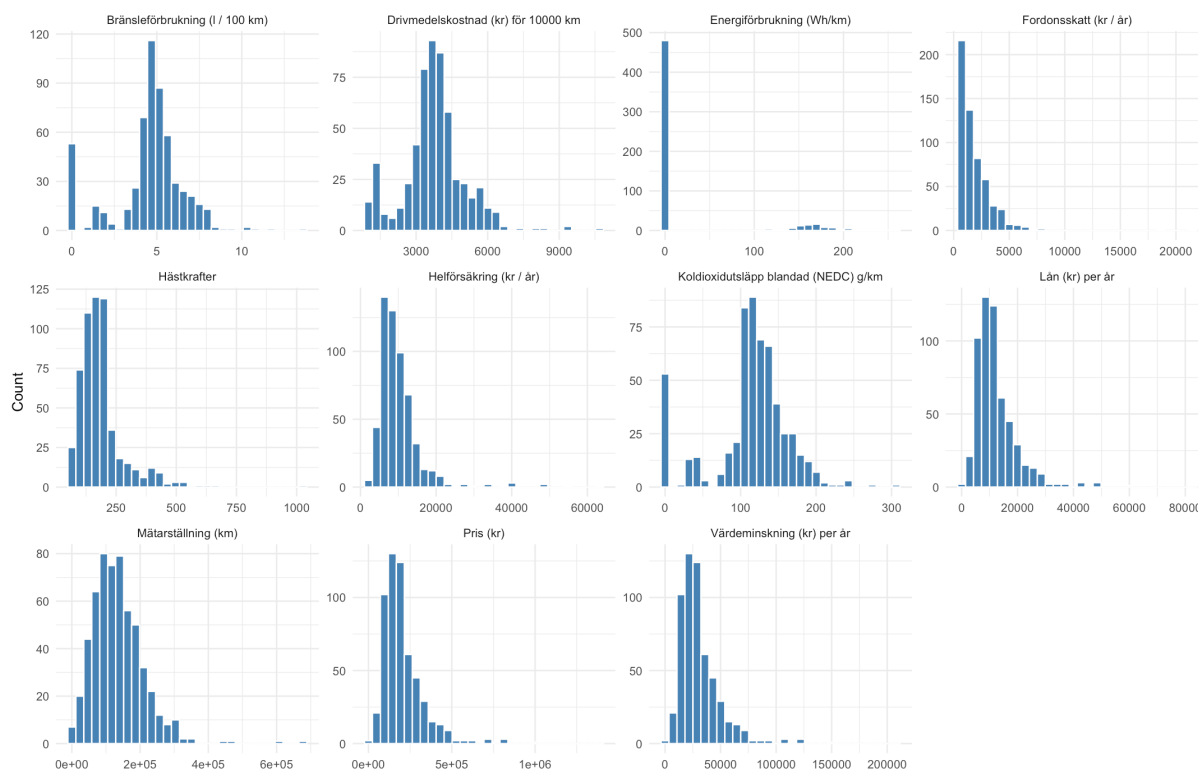 Bränsleförbrukning (l / 100 km)
Drivmedelskostnad (kr) för 10000 km
Energiförbrukning (Wh/km)
Fordonsskatt (kr / år)
120
90
60
30
0
0 5 10
75
50
25
0
3000 6000 9000
500
400
300
200
100
0
0 100 200
200
150
100
50
0
0 5000 10000 15000 20000
Count
Hästkrafter
Helförsäkring (kr / år)
Koldioxidutsläpp blandad (NEDC) g/km
Lån (kr) per år
125
100
75
50
25
0
250 500 750 1000
100
50
0
0 20000 40000 60000
75
50
25
0
0 100 200 300
100
50
0
0 20000 40000 60000 80000
Mätarställning (km)
Pris (kr)
Värdeminskning (kr) per år
80
60
40
20
0
0e+00 2e+05 4e+05 6e+05
100
50
0
0e+00 5e+05 1e+06
100
50
0
0 50000 100000 150000 200000